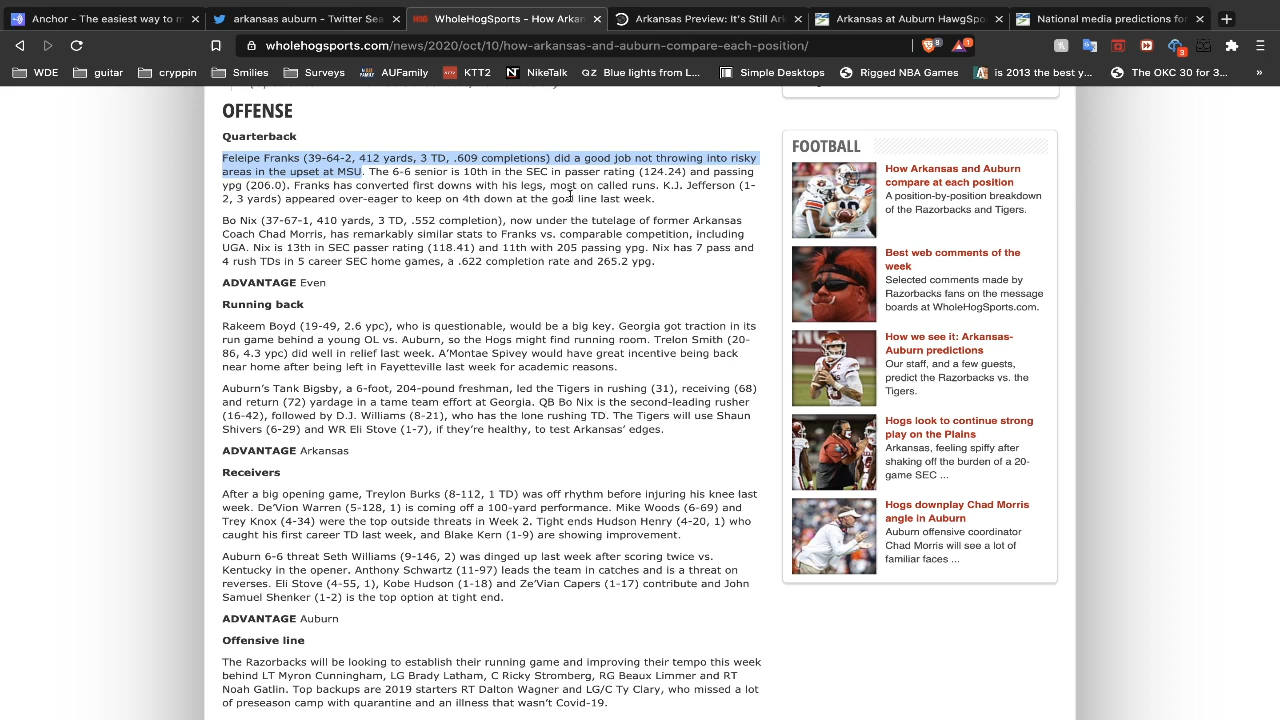 Anchor - The easiest way to m
arkansas auburn - Twitter Sea
HOG WholeHogSports - How Arkan
Arkansas Preview: It's Still Ark
Arkansas at Auburn HawgSpor
National media predictions for
wholehogsports.com/news/2020/oct/10/how-arkansas-and-auburn-compare-each-position/
8
1
3
WDE
guitar
cryppin
Smilies
Surveys
AUFamily
KTT2
NikeTalk
QZ Blue lights from L...
Simple Desktops
Rigged NBA Games
is 2013 the best y...
The OKC 30 for 3...
»
OFFENSE
Quarterback
Feleipe Franks (39-64-2, 412 yards, 3 TD, .609 completions) did a good job not throwing into risky
areas in the upset at MSU. The 6-6 senior is 10th in the SEC in passer rating (124.24) and passing
ypg (206.0). Franks has converted first downs with his legs, most on called runs. K.J. Jefferson (1-
2, 3 yards) appeared over-eager to keep on 4th down at the goal line last week.
Bo Nix (37-67-1, 410 yards, 3 TD, .552 completion), now under the tutelage of former Arkansas
Coach Chad Morris, has remarkably similar stats to Franks vs. comparable competition, including
UGA. Nix is 13th in SEC passer rating (118.41) and 11th with 205 passing ypg. Nix has 7 pass and
4 rush TDs in 5 career SEC home games, a .622 completion rate and 265.2 ypg.
ADVANTAGE Even
Running back
Rakeem Boyd (19-49, 2.6 ypc), who is questionable, would be a big key. Georgia got traction in its
run game behind a young OL vs. Auburn, so the Hogs might find running room. Trelon Smith (20-
86, 4.3 ypc) did well in relief last week. A'Montae Spivey would have great incentive being back
near home after being left in Fayetteville last week for academic reasons.
Auburn's Tank Bigsby, a 6-foot, 204-pound freshman, led the Tigers in rushing (31), receiving (68)
and return (72) yardage in a tame team effort at Georgia. QB Bo Nix is the second-leading rusher
(16-42), followed by D.J. Williams (8-21), who has the lone rushing TD. The Tigers will use Shaun
Shivers (6-29) and WR Eli Stove (1-7), if they're healthy, to test Arkansas' edges.
ADVANTAGE Arkansas
Receivers
After a big opening game, Treylon Burks (8-112, 1 TD) was off rhythm before injuring his knee last
week. De'Vion Warren (5-128, 1) is coming off a 100-yard performance. Mike Woods (6-69) and
Trey Knox (4-34) were the top outside threats in Week 2. Tight ends Hudson Henry (4-20, 1) who
caught his first career TD last week, and Blake Kern (1-9) are showing improvement.
Auburn 6-6 threat Seth Williams (9-146, 2) was dinged up last week after scoring twice vs.
Kentucky in the opener. Anthony Schwartz (11-97) leads the team in catches and is a threat on
reverses. Eli Stove (4-55, 1), Kobe Hudson (1-18) and Ze'Vian Capers (1-17) contribute and John
Samuel Shenker (1-2) is the top option at tight end.
ADVANTAGE Auburn
Offensive line
The Razorbacks will be looking to establish their running game and improving their tempo this week
behind LT Myron Cunningham, LG Brady Latham, C Ricky Stromberg, RG Beaux Limmer and RT
Noah Gatlin. Top backups are 2019 starters RT Dalton Wagner and LG/C Ty Clary, who missed a lot
of preseason camp with quarantine and an illness that wasn't Covid-19.
FOOTBALL
How Arkansas and Auburn
compare at each position
A position-by-position breakdown
of the Razorbacks and Tigers.
Best web comments of the
week
Selected comments made by
Razorbacks fans on the message
boards at WholeHogSports.com.
How we see it: Arkansas-
Auburn predictions
Our staff, and a few guests,
predict the Razorbacks vs. the
Tigers.
Hogs look to continue strong
play on the Plains
Arkansas, feeling spiffy after
shaking off the burden of a 20-
game SEC ...
Hogs downplay Chad Morris
angle in Auburn
Auburn offensive coordinator
Chad Morris will see a lot of
familiar faces ...